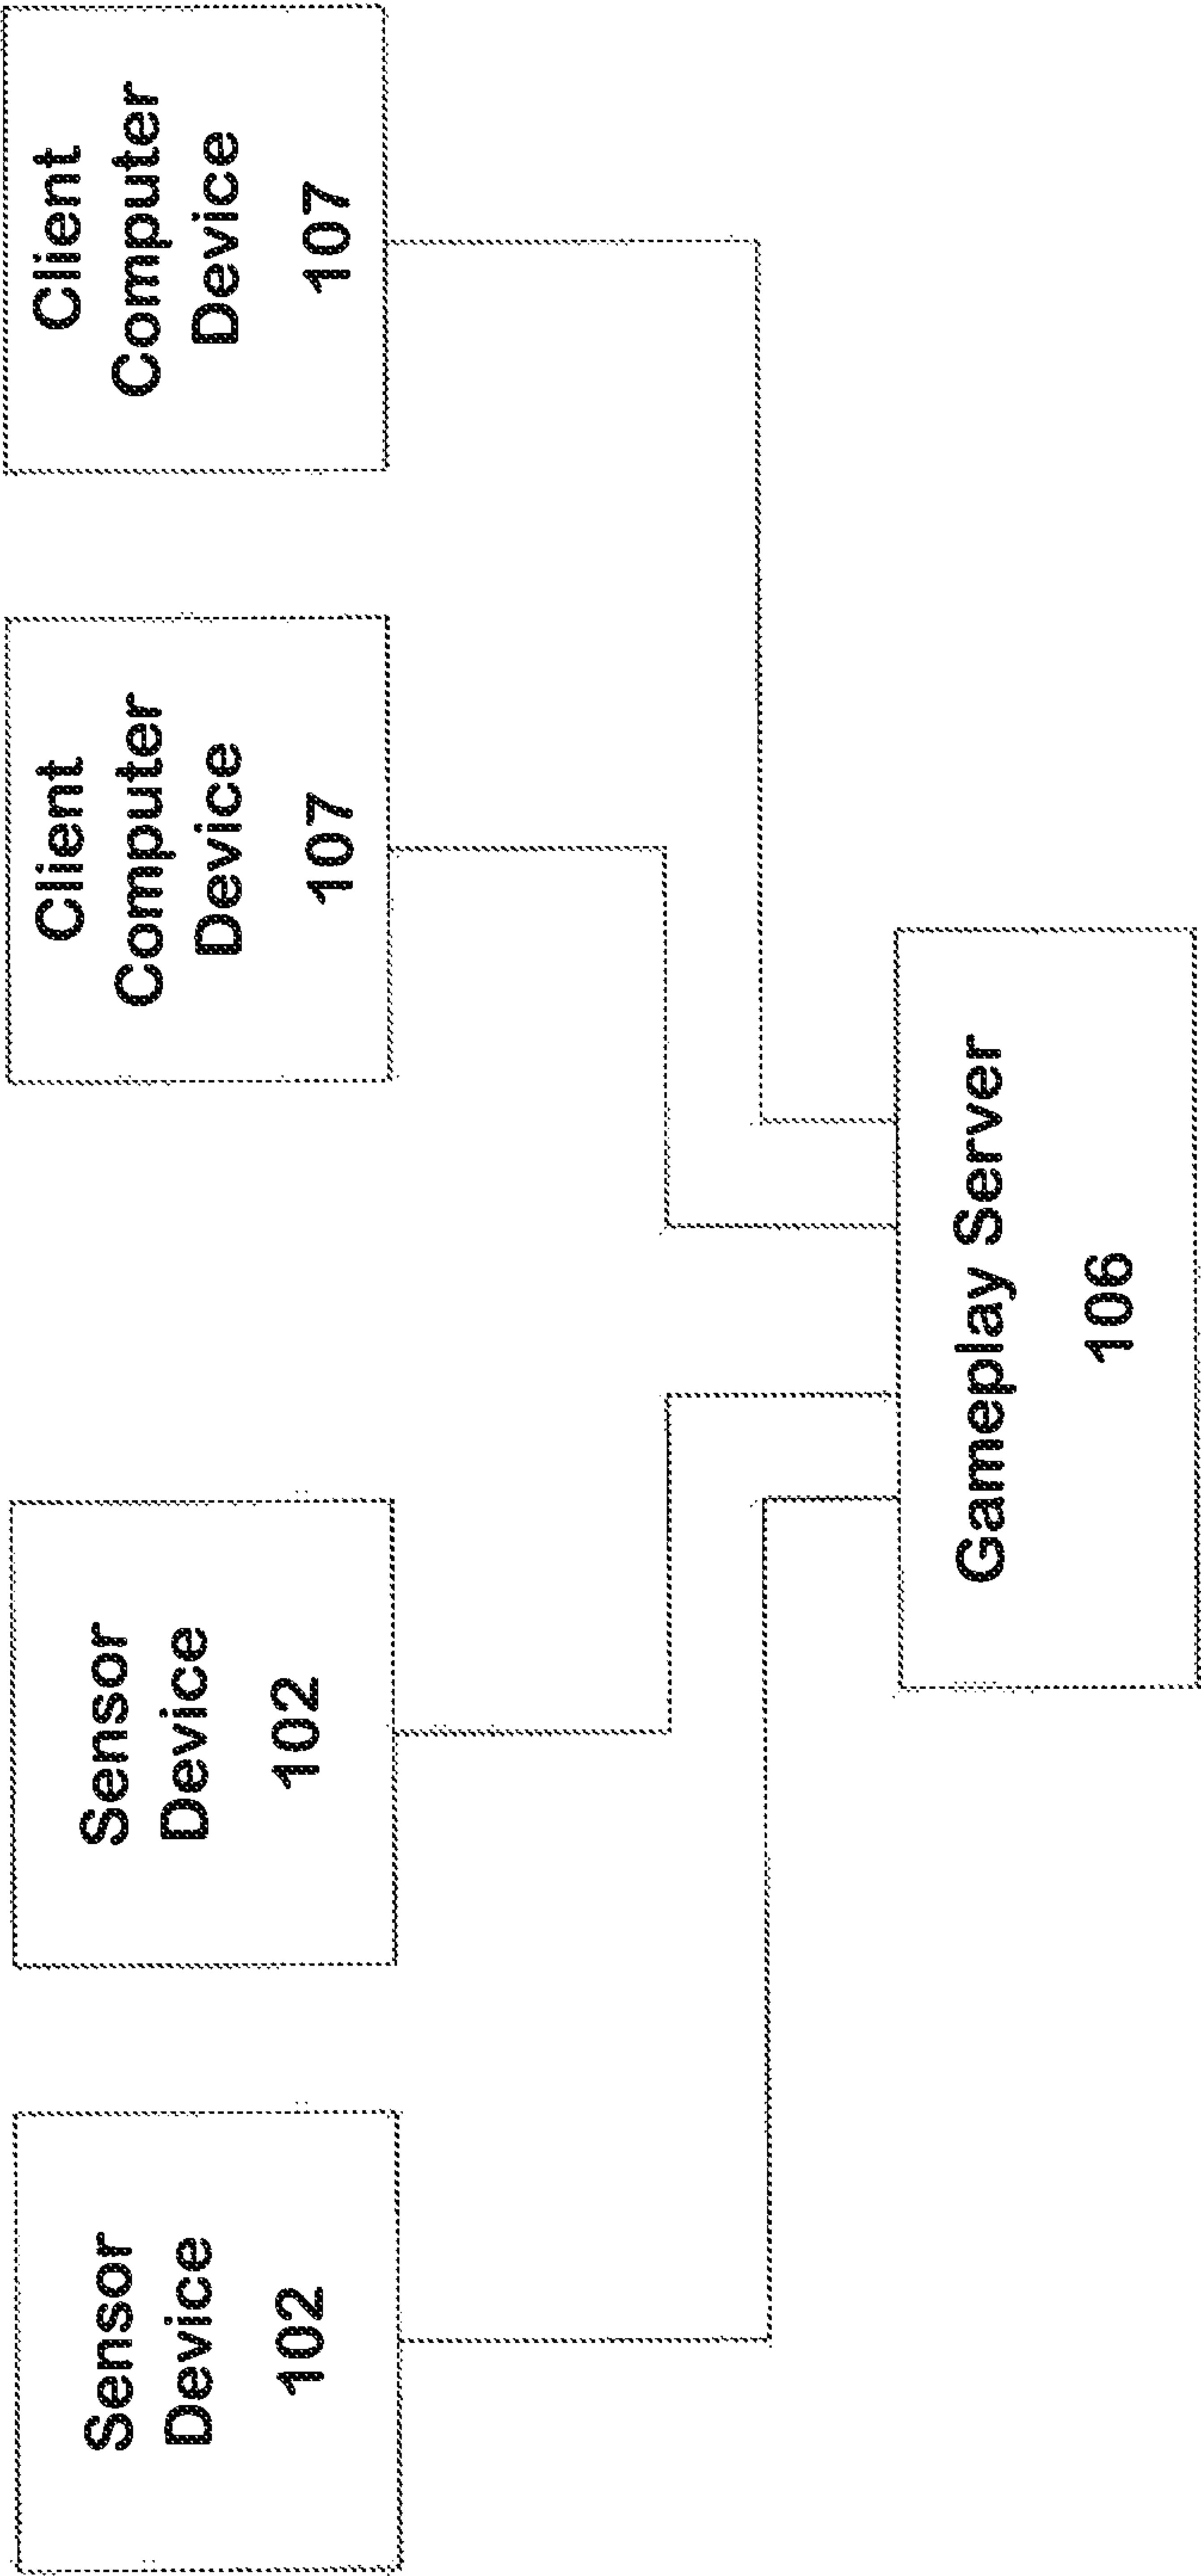 Sensor
Device
102
Sensor
Device
102
Client
Computer
Device
107
Client
Computer
Device
107
Gameplay Server
106